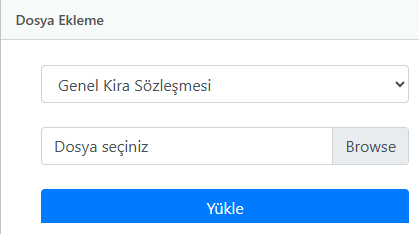 Dosya Ekleme
Genel Kira Sözleşmesi
Dosya seçiniz Browse
Yükle